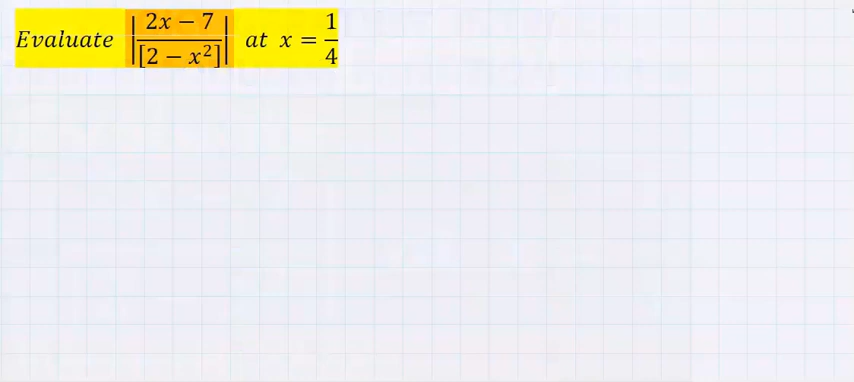 Evaluate |(2x − 7)/[2 − x²]| at x = 1/4